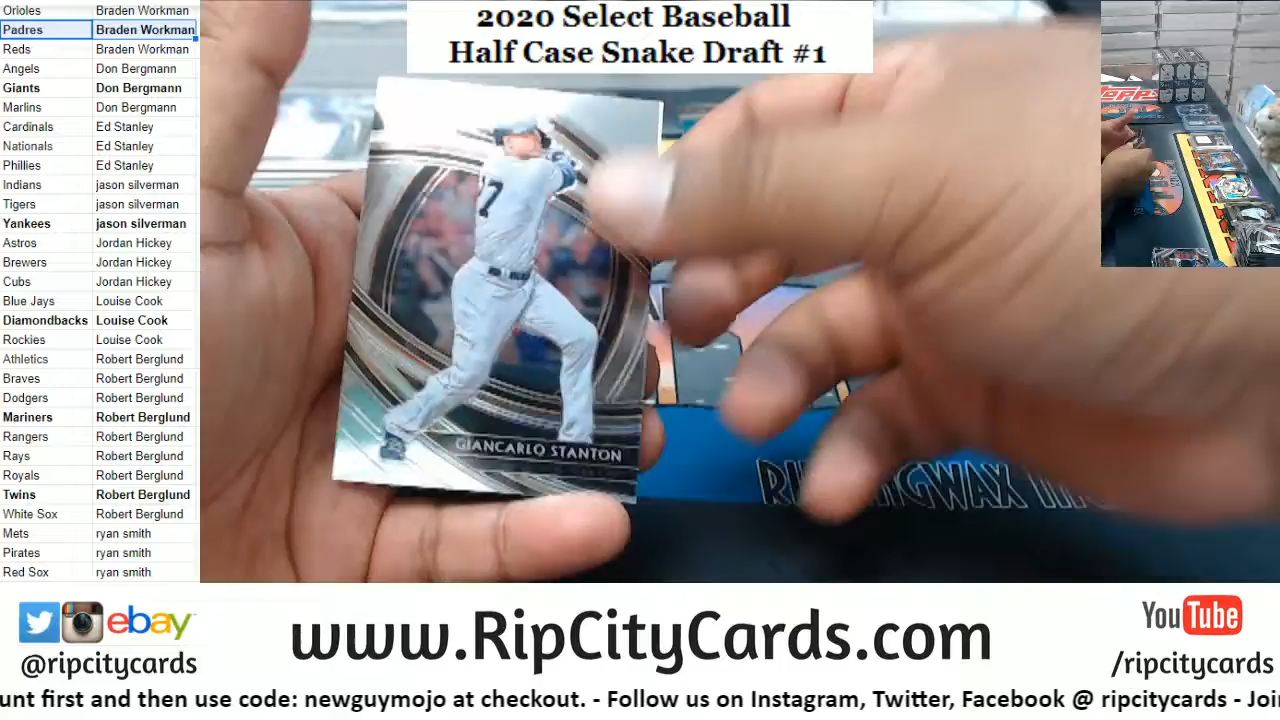 2020 Select Baseball
Half Case Snake Draft #1
Orioles Braden Workman
Padres Braden Workman
Reds Braden Workman
Angels Don Bergmann
Giants Don Bergmann
Marlins Don Bergmann
Cardinals Ed Stanley
Nationals Ed Stanley
Phillies Ed Stanley
Indians jason silverman
Tigers jason silverman
Yankees jason silverman
Astros Jordan Hickey
Brewers Jordan Hickey
Cubs Jordan Hickey
Blue Jays Louise Cook
Diamondbacks Louise Cook
Rockies Louise Cook
Athletics Robert Berglund
Braves Robert Berglund
Dodgers Robert Berglund
Mariners Robert Berglund
Rangers Robert Berglund
Rays Robert Berglund
Royals Robert Berglund
Twins Robert Berglund
White Sox Robert Berglund
Mets ryan smith
Pirates ryan smith
Red Sox ryan smith
GIANCARLO STANTON
ebay
@ripcitycards
www.RipCityCards.com
YouTube
/ripcitycards
unt first and then use code: newguymojo at checkout. - Follow us on Instagram, Twitter, Facebook @ ripcitycards - Joi